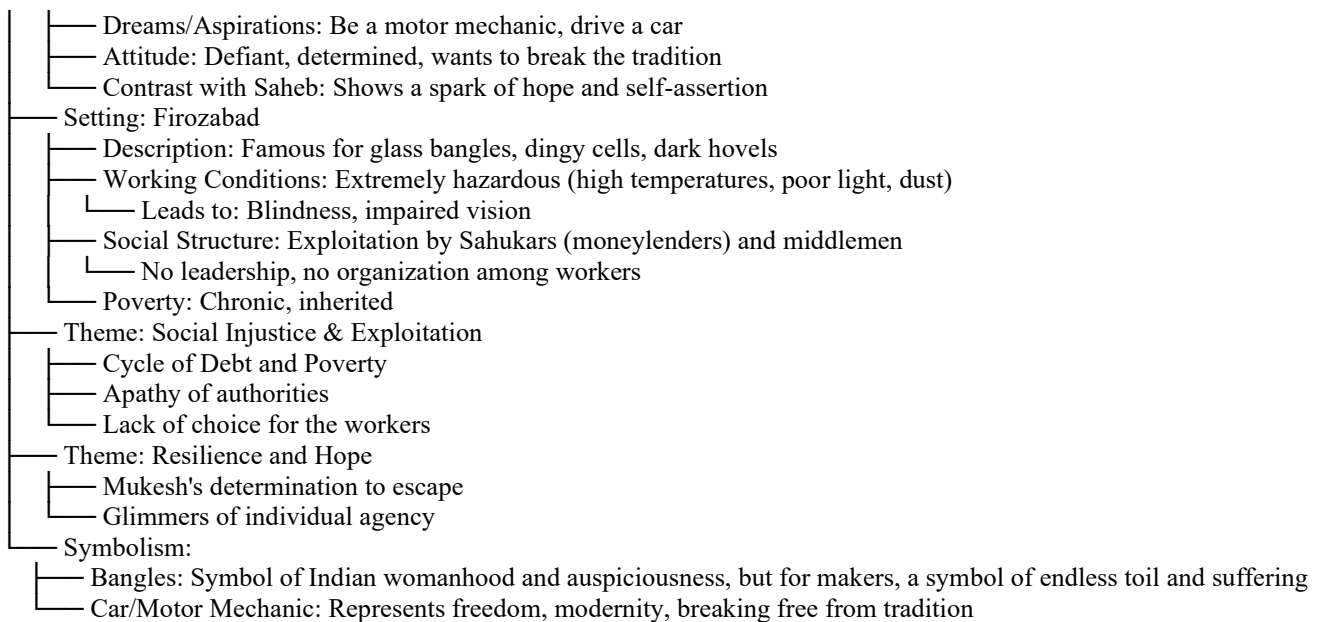 ├── Dreams/Aspirations: Be a motor mechanic, drive a car
├── Attitude: Defiant, determined, wants to break the tradition
└── Contrast with Saheb: Shows a spark of hope and self-assertion
├── Setting: Firozabad
├── Description: Famous for glass bangles, dingy cells, dark hovels
├── Working Conditions: Extremely hazardous (high temperatures, poor light, dust)
└── Leads to: Blindness, impaired vision
├── Social Structure: Exploitation by Sahukars (moneylenders) and middlemen
└── No leadership, no organization among workers
└── Poverty: Chronic, inherited
├── Theme: Social Injustice & Exploitation
├── Cycle of Debt and Poverty
├── Apathy of authorities
└── Lack of choice for the workers
├── Theme: Resilience and Hope
├── Mukesh's determination to escape
└── Glimmers of individual agency
└── Symbolism:
├── Bangles: Symbol of Indian womanhood and auspiciousness, but for makers, a symbol of endless toil and suffering
└── Car/Motor Mechanic: Represents freedom, modernity, breaking free from tradition